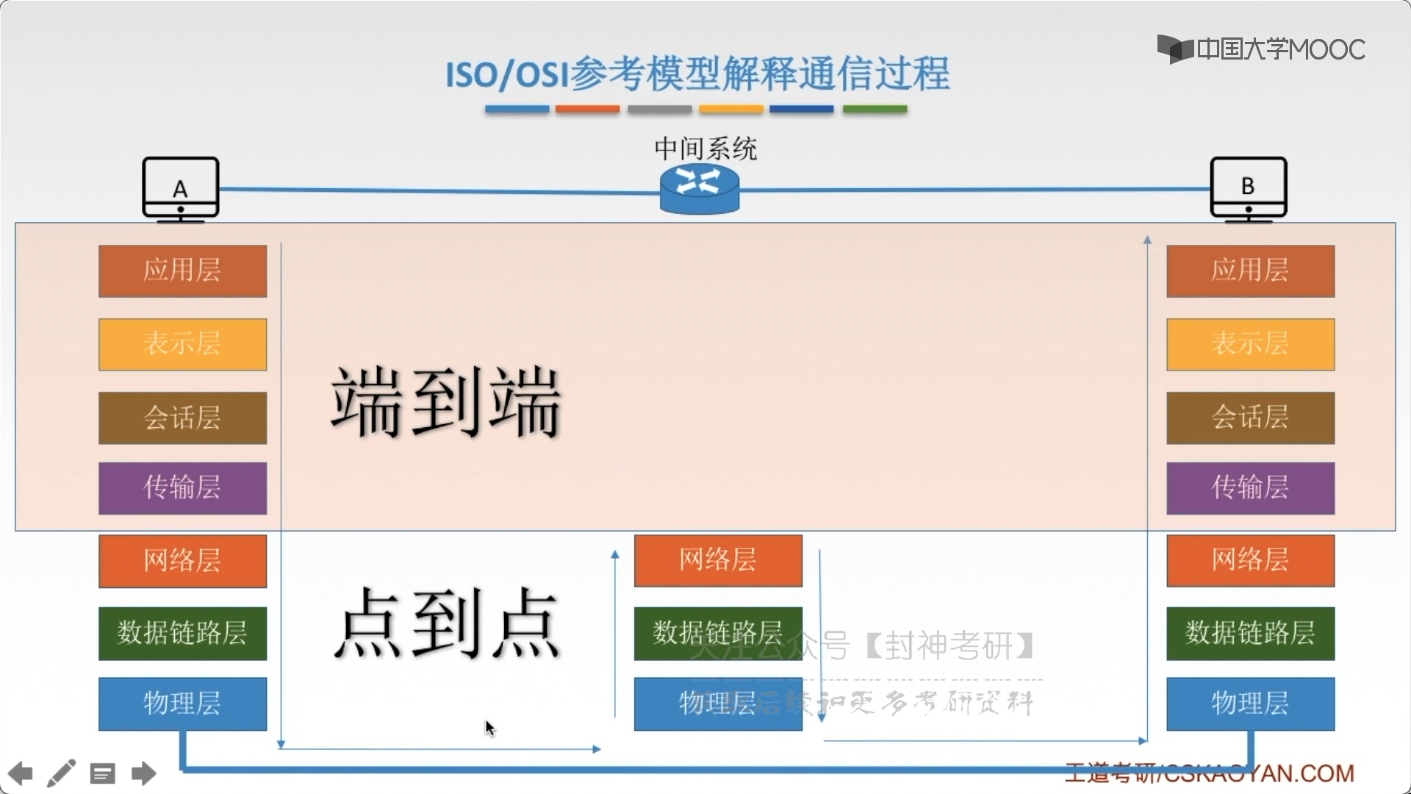 中国大学MOOC
ISO/OSI参考模型解释通信过程
中间系统
A
B
应用层
应用层
表示层
表示层
端到端
会话层
会话层
传输层
传输层
网络层
网络层
网络层
点到点
数据链路层
数据链路层
数据链路层
关注公众号【封神考研】
物理层
物理层
物理层
后续和更多考研资料
王道考研/CSKAOYAN.COM